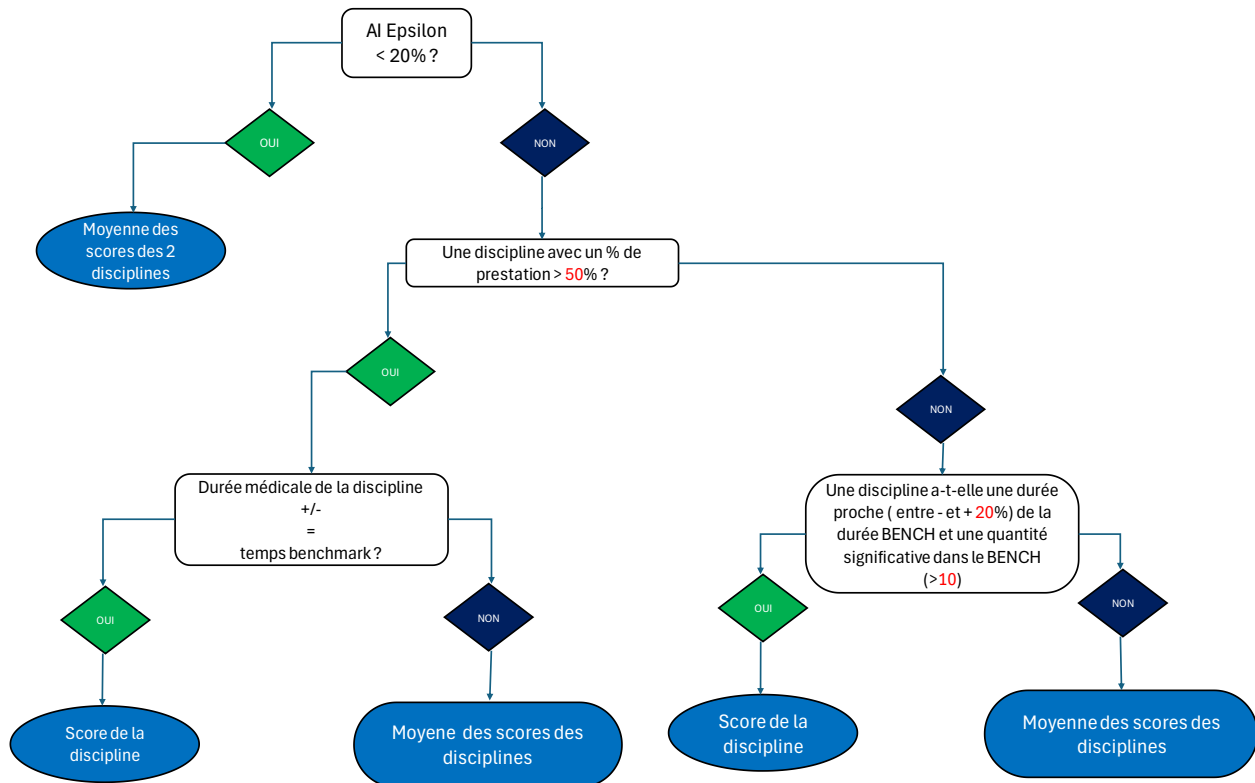 AI Epsilon
< 20% ?
OUI
NON
Moyenne des
scores des 2
disciplines
Une discipline avec un % de
prestation > 50% ?
OUI
NON
Durée médicale de la discipline
+/-
=
temps benchmark ?
Une discipline a-t-elle une durée
proche ( entre - et + 20%) de la
durée BENCH et une quantité
significative dans le BENCH
(>10)
OUI
NON
OUI
NON
Score de la
discipline
Moyene des scores des
disciplines
Score de la
discipline
Moyenne des scores des
disciplines